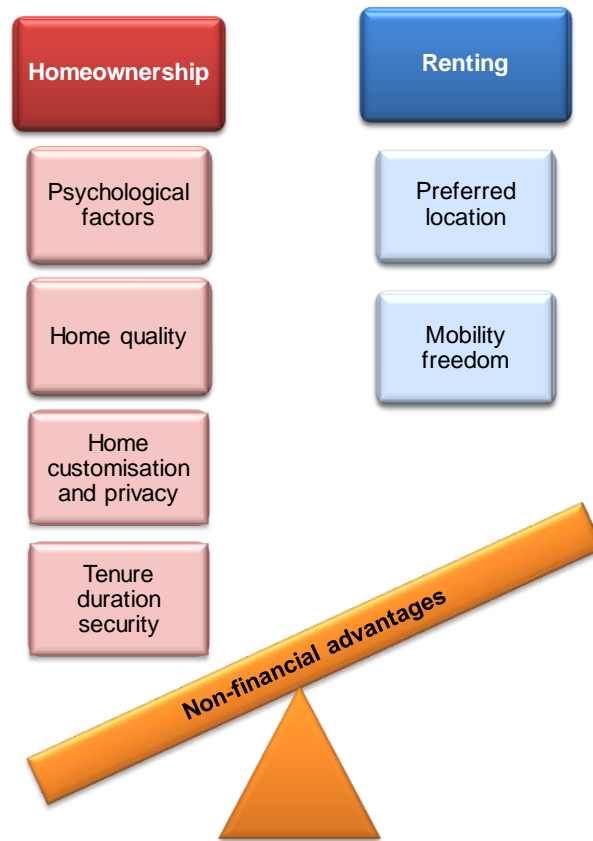 Homeownership
Renting
Psychological
factors
Preferred
location
Home quality
Mobility
freedom
Home
customisation
and privacy
Tenure
duration
security
Non-financial advantages